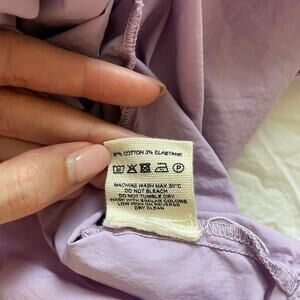 97% COTTON 3% ELASTANE
MACHINE WASH MAX 30°C
DO NOT BLEACH
DO NOT TUMBLE DRY
WASH WITH SIMILAR COLORS
LOW IRON ON REVERSE
DRY CLEAN